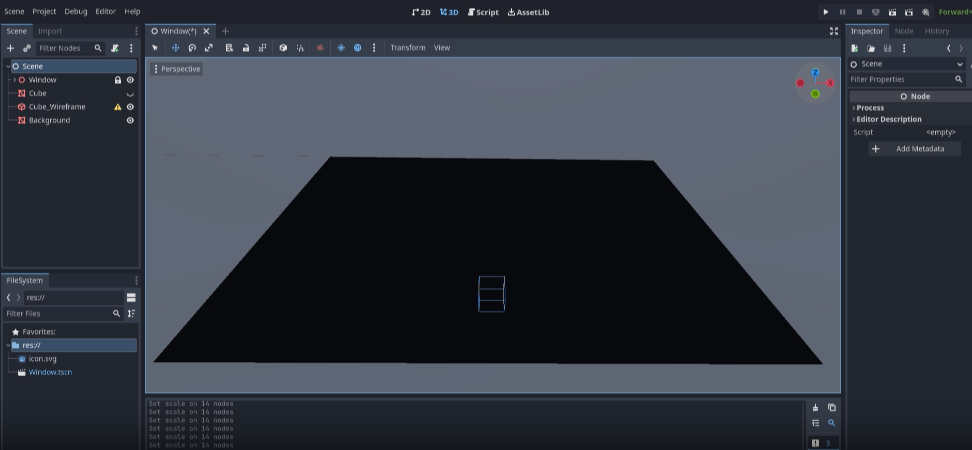 Scene Project Debug Editor Help
2D 3D Script AssetLib
Forward+
Scene Import
Filter Nodes
Scene
Window
Cube
Cube_Wireframe
Background
FileSystem
res://
Filter Files
Favorites:
res://
icon.svg
Window.tscn
Window(*)
Transform View
Perspective
Z
X
Set scale on 14 nodes
Set scale on 14 nodes
Set scale on 14 nodes
Set scale on 14 nodes
Set scale on 14 nodes
Set scale on 14 nodes
3
Inspector Node History
Scene
Filter Properties
Node
Process
Editor Description
Script <empty>
Add Metadata